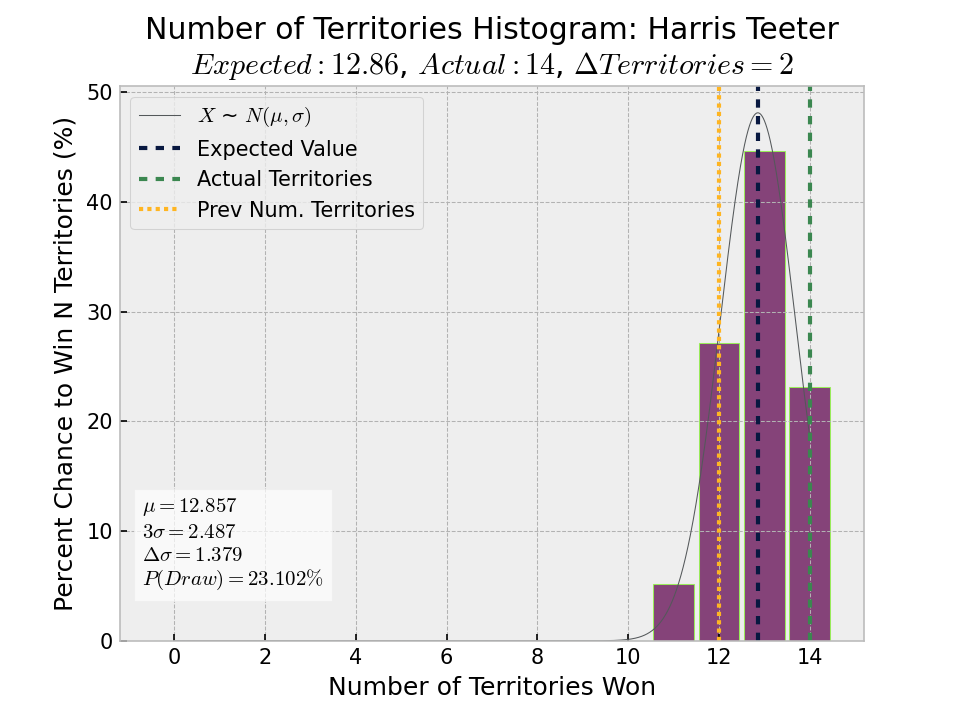 Number of Territories Histogram: Harris Teeter
Expected: 12.86, Actual: 14, ΔTerritories = 2
Percent Chance to Win N Territories (%)
50
40
30
20
10
0
X ~ N(μ, σ)
Expected Value
Actual Territories
Prev Num. Territories
μ = 12.857
3σ = 2.487
Δσ = 1.379
P(Draw) = 23.102%
0 2 4 6 8 10 12 14
Number of Territories Won